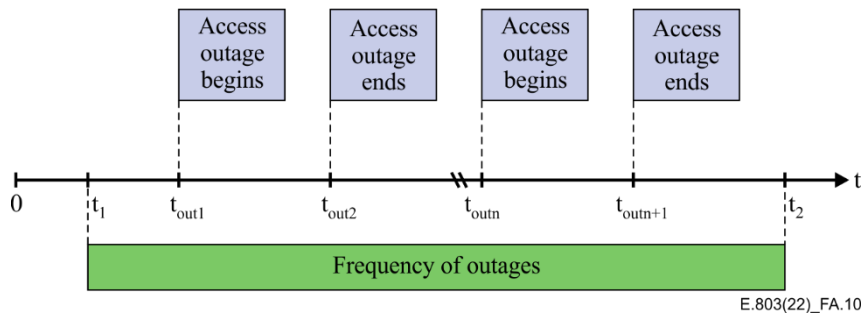 Access
outage
begins
Access
outage
ends
Access
outage
begins
Access
outage
ends
t
0
t1
tout1
tout2
toutn
toutn+1
t2
Frequency of outages
E.803(22)_FA.10